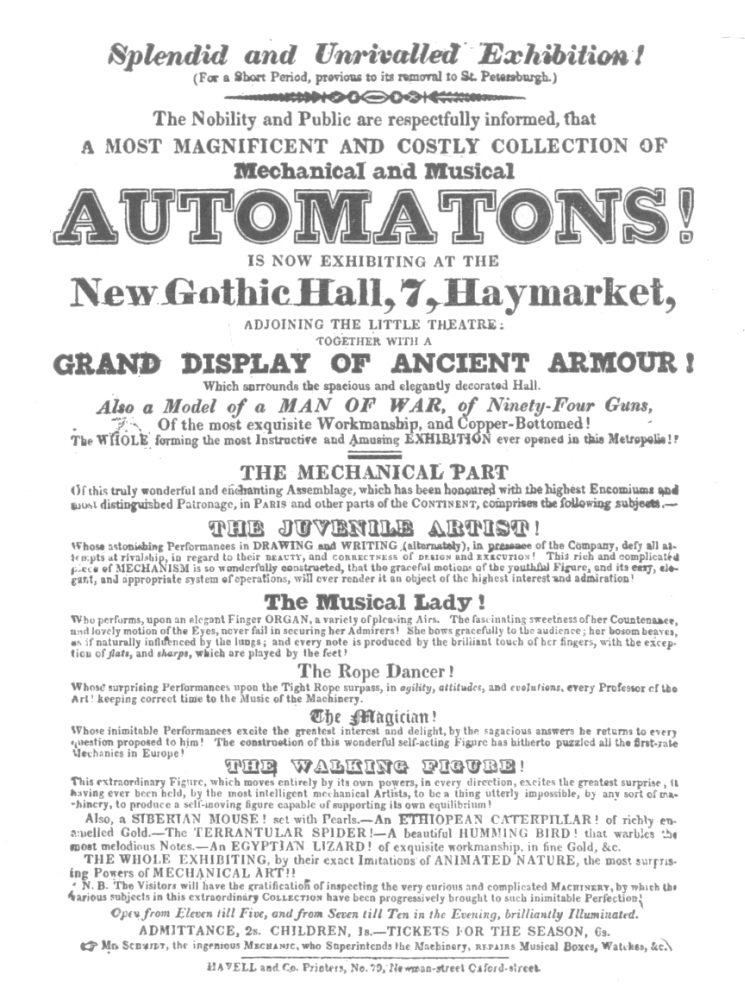 Splendid and Unrivalled Exhibition!
(For a Short Period, previous to its removal to St. Petersburgh.)
The Nobility and Public are respectfully informed, that
A MOST MAGNIFICENT AND COSTLY COLLECTION OF
Mechanical and Musical
AUTOMATONS!
IS NOW EXHIBITING AT THE
New Gothic Hall, 7, Haymarket,
ADJOINING THE LITTLE THEATRE:
TOGETHER WITH A
GRAND DISPLAY OF ANCIENT ARMOUR!
Which surrounds the spacious and elegantly decorated Hall.
Also a Model of a MAN OF WAR, of Ninety-Four Guns,
Of the most exquisite Workmanship, and Copper-Bottomed!
The WHOLE forming the most Instructive and Amusing EXHIBITION ever opened in this Metropolis!!
THE MECHANICAL PART
Of this truly wonderful and enchanting Assemblage, which has been honoured with the highest Encomiums and
most distinguished Patronage, in PARIS and other parts of the CONTINENT, comprises the following subjects.—
THE JUVENILE ARTIST!
Whose astonishing Performances in DRAWING and WRITING (alternately), in presence of the Company, defy all at-
tempts at rivalship, in regard to their BEAUTY, and CORRECTNESS OF DESIGN AND EXECUTION! This rich and complicated
piece of MECHANISM is so wonderfully constructed, that the graceful motions of the youthful Figure, and its easy, ele-
gant, and appropriate system of operations, will ever render it an object of the highest interest and admiration!
The Musical Lady!
Who performs, upon an elegant Finger ORGAN, a variety of pleasing Airs. The fascinating sweetness of her Countenance,
and lovely motion of the Eyes, never fail in securing her Admirers! She bows gracefully to the audience; her bosom heaves,
as if naturally influenced by the lungs; and every note is produced by the brilliant touch of her fingers, with the excep-
tion of flats, and sharps, which are played by the feet!
The Rope Dancer!
Whose surprising Performances upon the Tight Rope surpass, in agility, attitudes, and evolutions, every Professor of the
Art! keeping correct time to the Music of the Machinery.
The Magician!
Whose inimitable Performances excite the greatest interest and delight, by the sagacious answers he returns to every
question proposed to him! The construction of this wonderful self-acting Figure has hitherto puzzled all the first-rate
Mechanics in Europe!
THE WALKING FIGURE!
This extraordinary Figure, which moves entirely by its own powers, in every direction, excites the greatest surprise, it
having ever been held, by the most intelligent mechanical Artists, to be a thing utterly impossible, by any sort of ma-
chinery, to produce a self-moving figure capable of supporting its own equilibrium!
Also, a SIBERIAN MOUSE! set with Pearls.—An ETHIOPEAN CATERPILLAR! of richly en-
amelled Gold.—The TERRANTULAR SPIDER!—A beautiful HUMMING BIRD! that warbles the
most melodious Notes.—An EGYPTIAN LIZARD! of exquisite workmanship, in fine Gold, &c.
THE WHOLE EXHIBITING, by their exact Imitations of ANIMATED NATURE, the most surpris-
ing Powers of MECHANICAL ART!!
N. B. The Visitors will have the gratification of inspecting the very curious and complicated MACHINERY, by which the
various subjects in this extraordinary COLLECTION have been progressively brought to such inimitable Perfection;
Open from Eleven till Five, and from Seven till Ten in the Evening, brilliantly Illuminated.
ADMITTANCE, 2s. CHILDREN, 1s.—TICKETS FOR THE SEASON, 6s.
☞ Mr. SCHMIDT, the ingenious MECHANIC, who Superintends the Machinery, REPAIRS Musical Boxes, Watches, &c.
HAVELL and Co. Printers, No. 79, Newman-street Oxford-street.